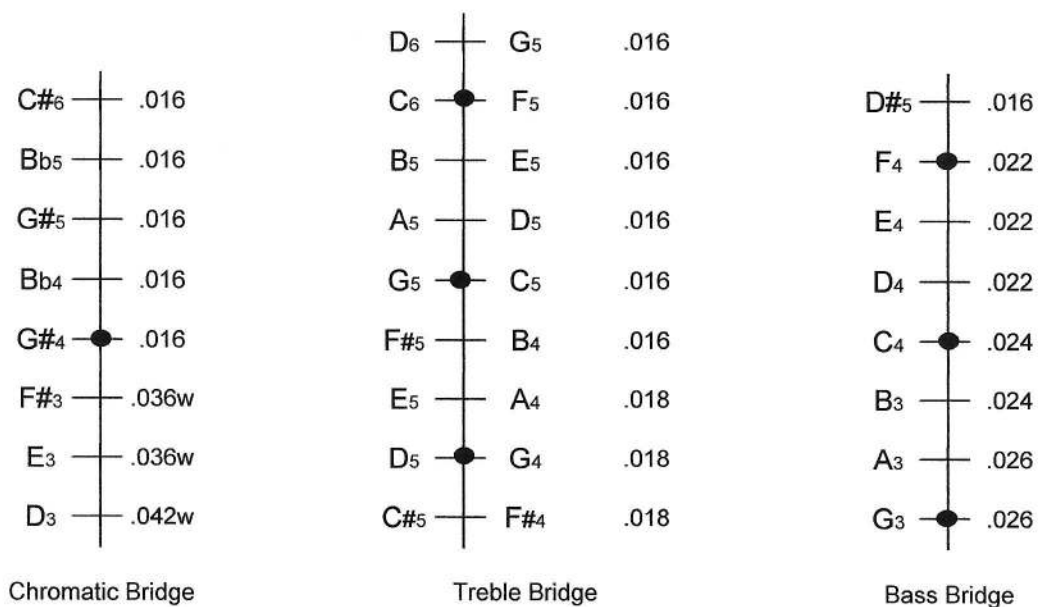 D6 G5 .016
C#6 .016 C6 F5 .016 D#5 .016
Bb5 .016 B5 E5 .016 F4 .022
G#5 .016 A5 D5 .016 E4 .022
Bb4 .016 G5 C5 .016 D4 .022
G#4 .016 F#5 B4 .016 C4 .024
F#3 .036w E5 A4 .018 B3 .024
E3 .036w D5 G4 .018 A3 .026
D3 .042w C#5 F#4 .018 G3 .026
Chromatic Bridge Treble Bridge Bass Bridge